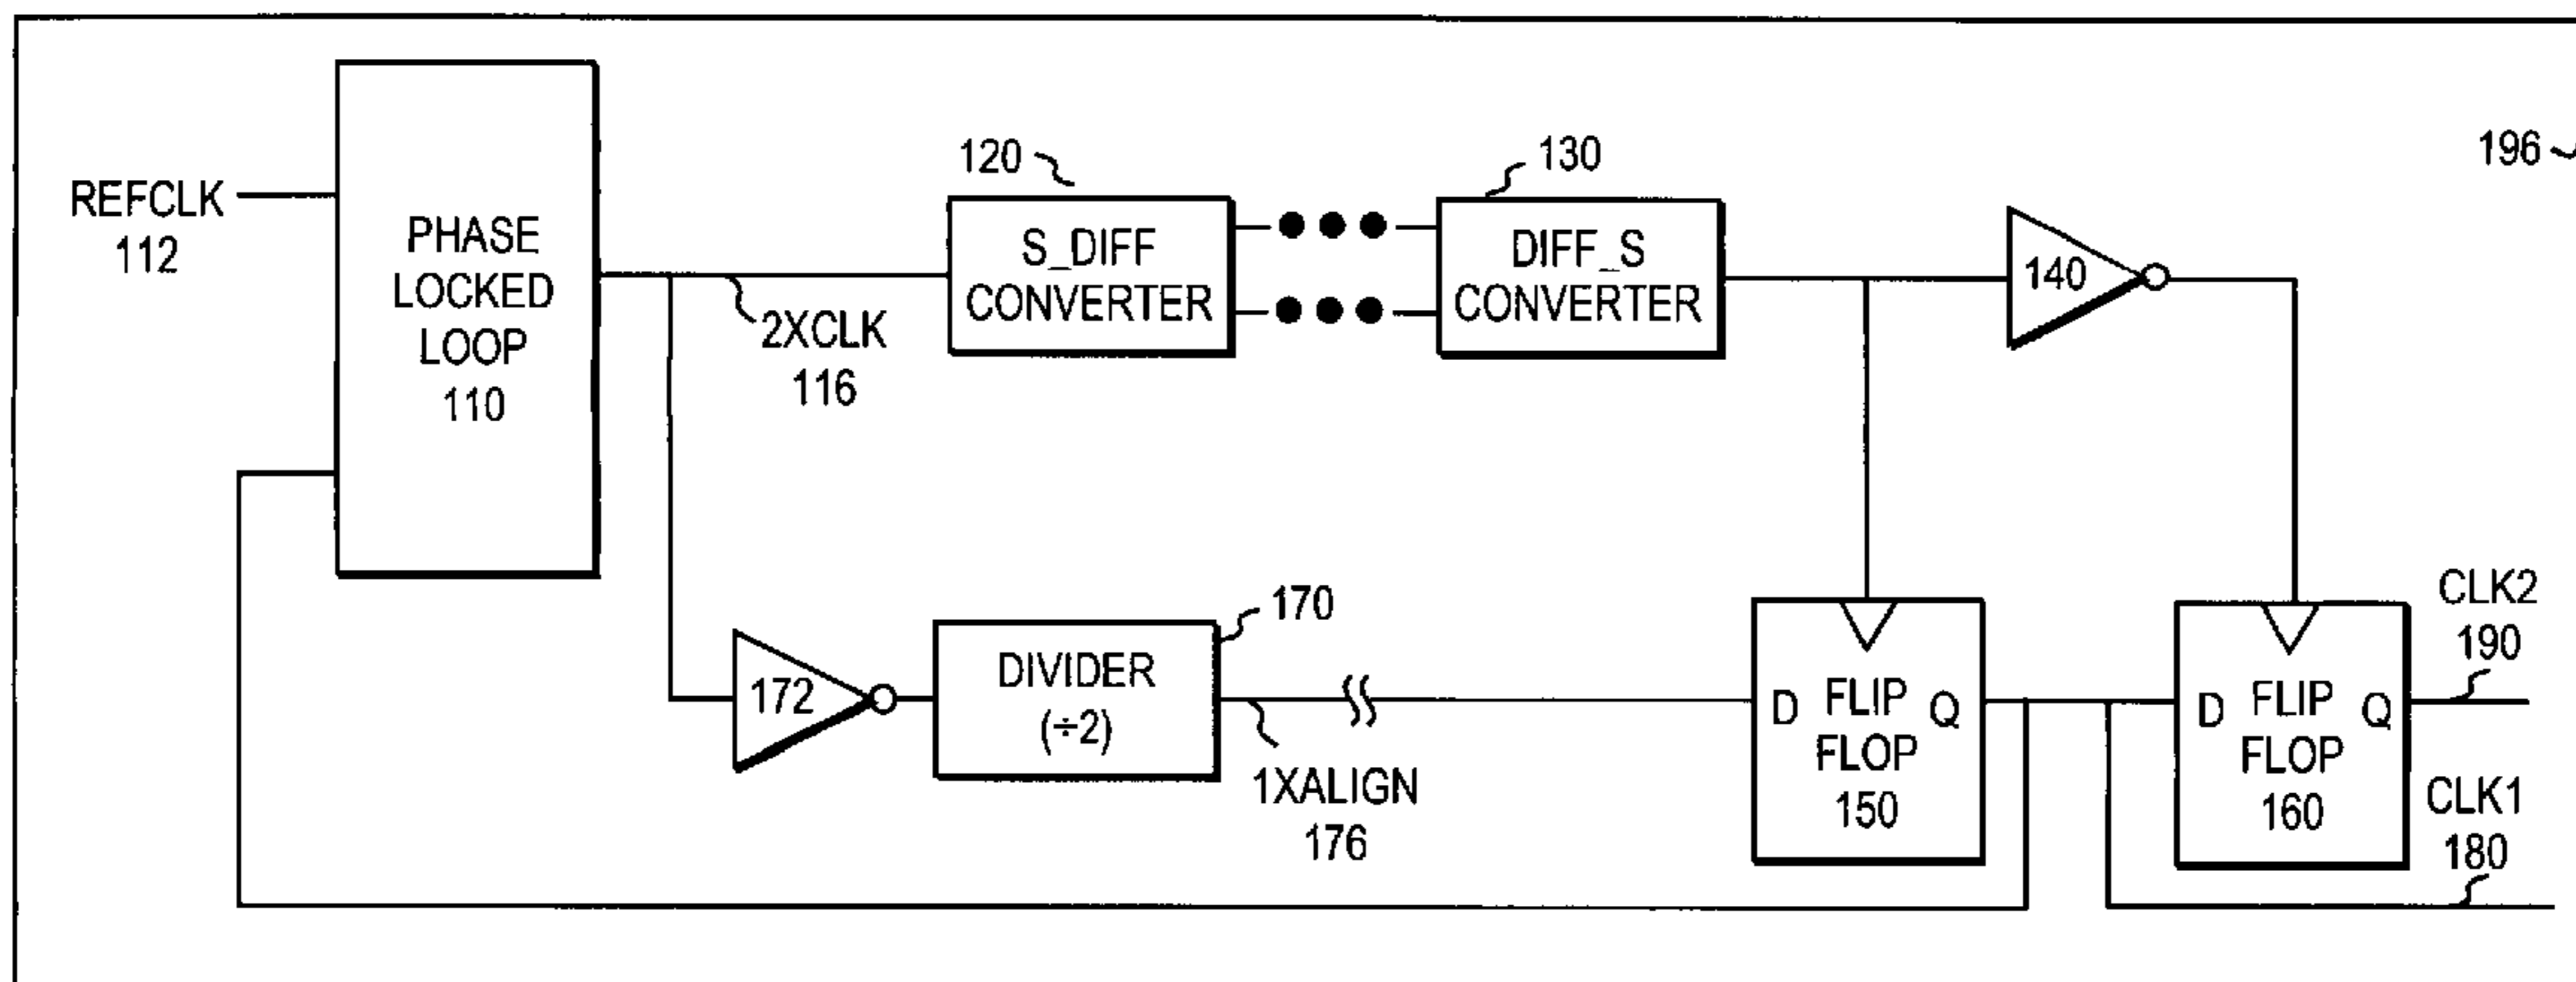 REFCLK
112
PHASE
LOCKED
LOOP
110
2XCLK
116
120
S_DIFF
CONVERTER
130
DIFF_S
CONVERTER
140
196
172
170
DIVIDER
(÷2)
1XALIGN
176
D FLIP Q
FLOP
150
D FLIP Q
FLOP
160
CLK2
190
CLK1
180